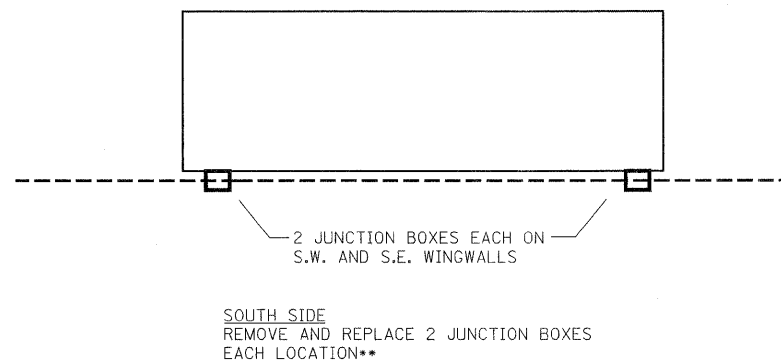 2 JUNCTION BOXES EACH ON
S.W. AND S.E. WINGWALLS
SOUTH SIDE
REMOVE AND REPLACE 2 JUNCTION BOXES
EACH LOCATION**